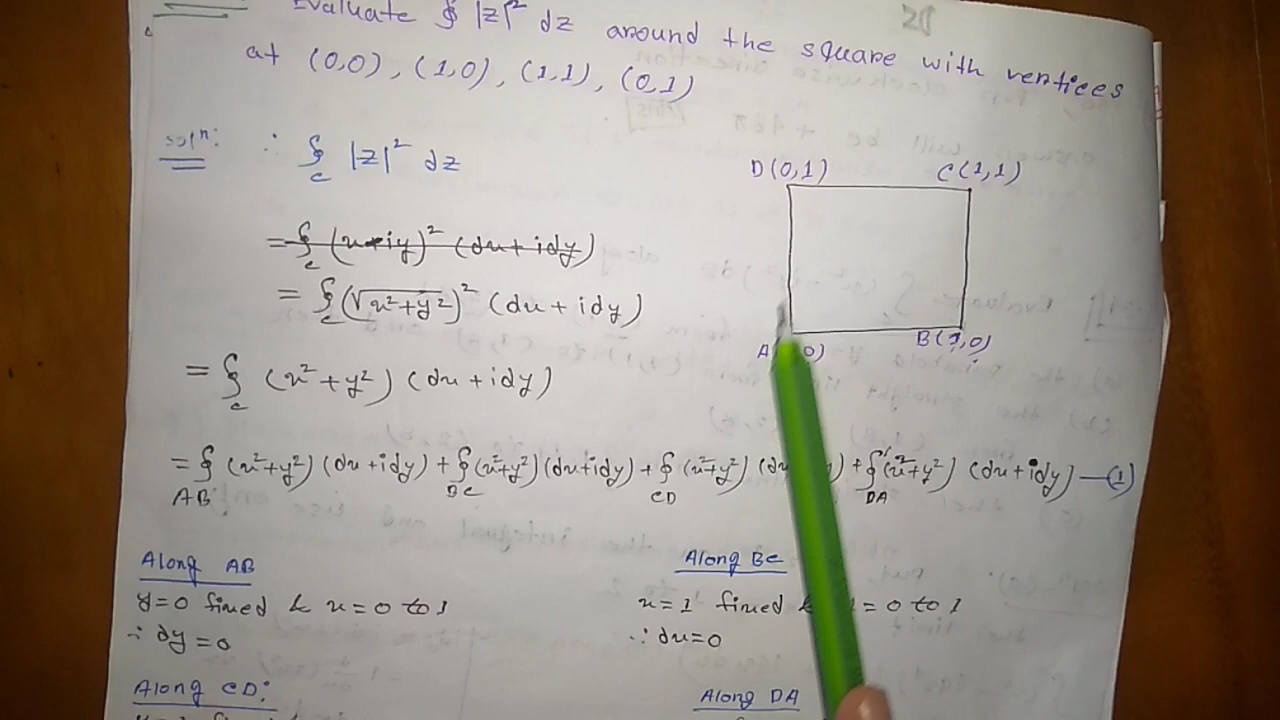 Evaluate ∮ |z|² dz around the square with vertices
at (0,0), (1,0), (1,1), (0,1)
solⁿ: ∴ ∮c |z|² dz
D(0,1) C(1,1)
= ∮c (x+iy)² (dx+idy)
= ∮c (√x²+y²)² (dx+idy)
A 0) B(1,0)
= ∮c (x²+y²) (dx+idy)
= ∮AB (x²+y²) (dx+idy) + ∮BC (x²+y²) (dx+idy) + ∮CD (x²+y²) (dx + ∮DA (x²+y²) (dx+idy) —(1)
Along AB Along BC
y=0 fixed & x=0 to 1 x=1 fixed = 0 to 1
∴ dy=0 ∴ dx=0
Along CD: Along DA